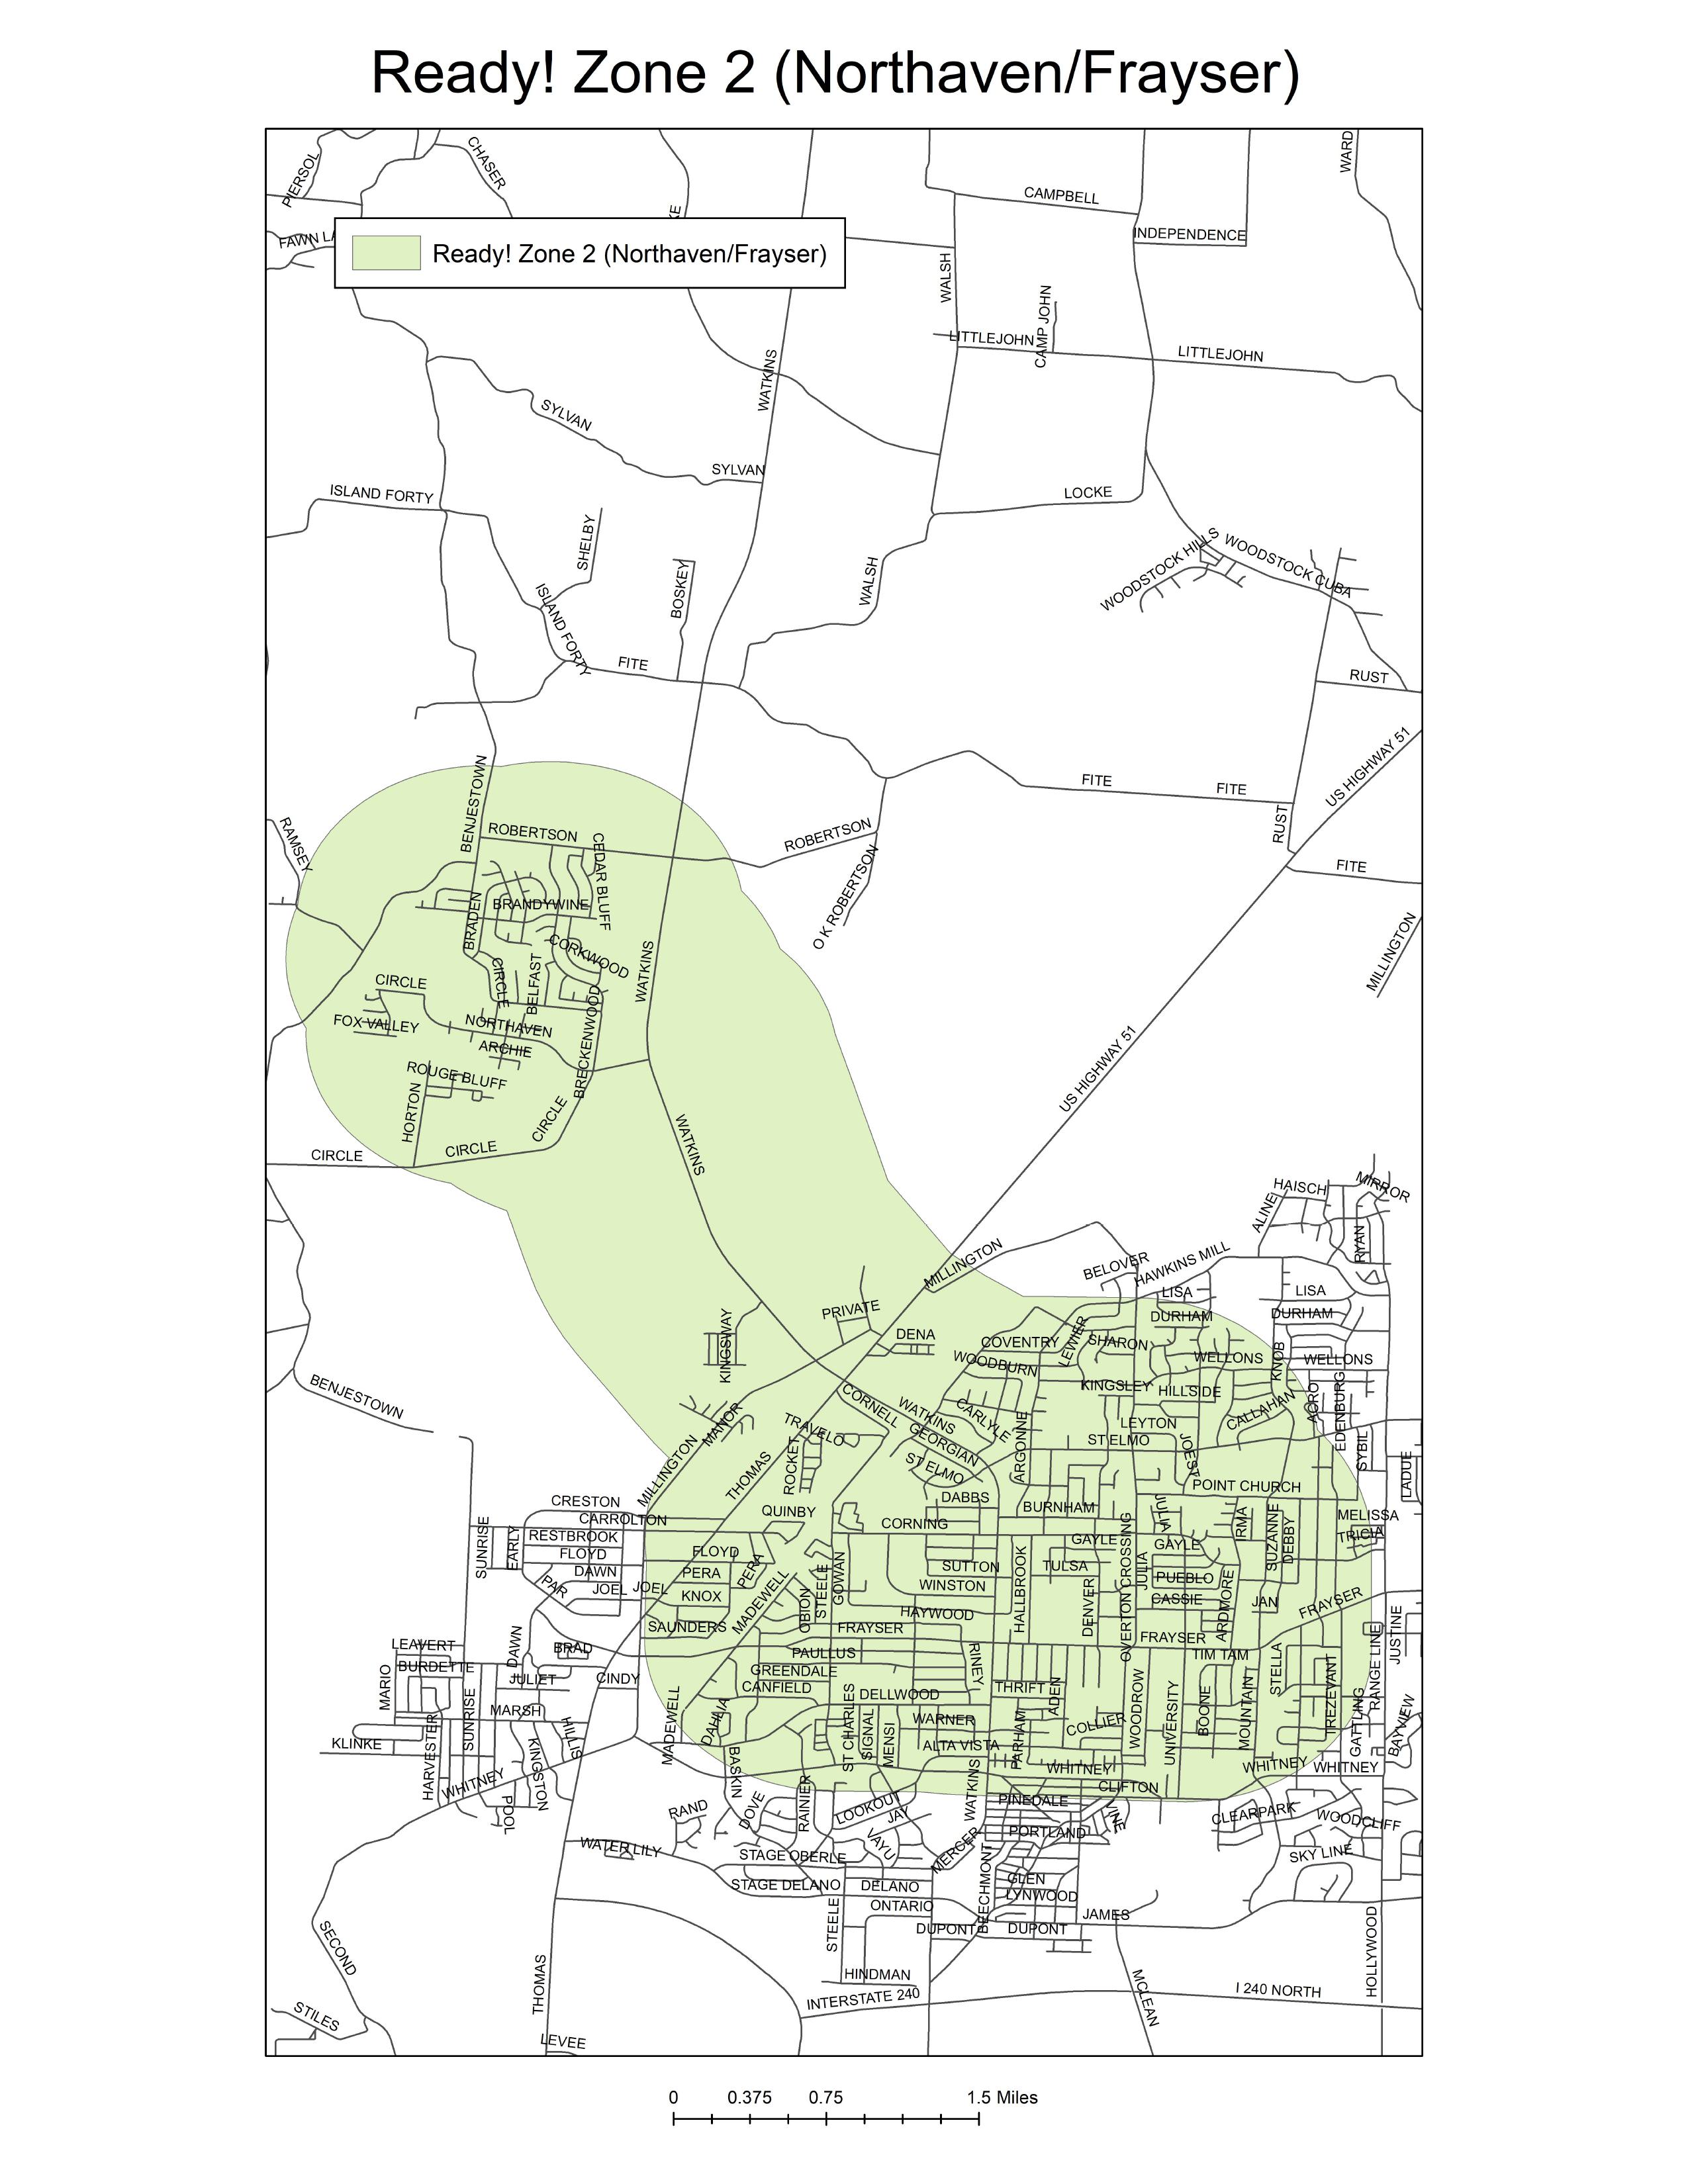 Ready! Zone 2 (Northaven/Frayser)
PIERSOL
CHASER
WARD
CAMPBELL
INDEPENDENCE
KE
FAWN LA
Ready! Zone 2 (Northaven/Frayser)
WALSH
CAMP JOHN
LITTLEJOHN
LITTLEJOHN
WATKINS
SYLVAN
SYLVAN
ISLAND FORTY
LOCKE
SHELBY
WOODSTOCK HILLS
WOODSTOCK CUBA
BOSKEY
WALSH
ISLAND FORTY
FITE
RUST
US HIGHWAY 51
BENJESTOWN
FITE
FITE
RAMSEY
ROBERTSON
CEDAR BLUFF
ROBERTSON
RUST
O K ROBERTSON
FITE
BRANDYWINE
BRADEN
CORKWOOD
WATKINS
MILLINGTON
CIRCLE
CIRCLE
BELFAST
FOX VALLEY
NORTHAVEN
BRECKENWOOD
ARCHIE
ROUGE BLUFF
HORTON
CIRCLE
US HIGHWAY 51
WATKINS
CIRCLE
CIRCLE
HAISCH
MIRROR
ALINE
RYAN
MILLINGTON
BELOVER
HAWKINS MILL
LISA
LISA
PRIVATE
DURHAM
DURHAM
KINGSWAY
DENA
COVENTRY
LEWIER
SHARON
WOODBURN
WELLONS
KNOB
WELLONS
BENJESTOWN
KINGSLEY
HILLSIDE
ACRO
EDENBURG
CORNELL
WATKINS
CARLYLE
CALLAHAN
MANOR
TRAVELO
GEORGIAN
ARGONNE
LEYTON
ST ELMO
JOEST
SYBIL
MILLINGTON
THOMAS
ROCKET
ST ELMO
POINT CHURCH
LADUE
CRESTON
DABBS
BURNHAM
JULIA
CARROLTON
QUINBY
CORNING
IRMA
SUZANNE
DEBBY
MELISSA
TRICIA
SUNRISE
EARLY
RESTBROOK
FLOYD
FLOYD
GAYLE
GAYLE
DAWN
PERA
PERA
GOWAN
SUTTON
HALLBROOK
TULSA
OVERTON CROSSING
JULIA
PUEBLO
PAR
JOEL
JOEL
KNOX
MADEWELL
OBION
STEELE
WINSTON
DENVER
CASSIE
ARDMORE
JAN
FRAYSER
SAUNDERS
HAYWOOD
FRAYSER
FRAYSER
RANGE LINE
JUSTINE
LEAVERT
DAWN
BRAD
PAULLUS
RINEY
TIM TAM
MARIO
BURDETTE
JULIET
CINDY
GREENDALE
CANFIELD
THRIFT
ADEN
STELLA
TREZEVANT
SUNRISE
MARSH
MADEWELL
DAHLIA
ST CHARLES
DELLWOOD
WOODROW
UNIVERSITY
BOONE
MOUNTAIN
GATTLING
BAYVIEW
HARVESTER
HILLIS
SIGNAL
MENSI
WARNER
PARHAM
COLLIER
KLINKE
KINGSTON
BASKIN
ALTA VISTA
WHITNEY
WHITNEY
WHITNEY
WHITNEY
POOL
RAINIER
WATKINS
CLIFTON
RAND
DOVE
LOOKOUT
JAY
PINEDALE
VINE
CLEARPARK
WOODCLIFF
WATER LILY
VAYU
MERCER
PORTLAND
STAGE OBERLE
SKY LINE
STAGE DELANO
DELANO
BEECHMONT
GLEN
LYNWOOD
STEELE
ONTARIO
JAMES
DUPONT
DUPONT
SECOND
HOLLYWOOD
THOMAS
HINDMAN
INTERSTATE 240
MCLEAN
I 240 NORTH
STILES
LEVEE
0 0.375 0.75 1.5 Miles